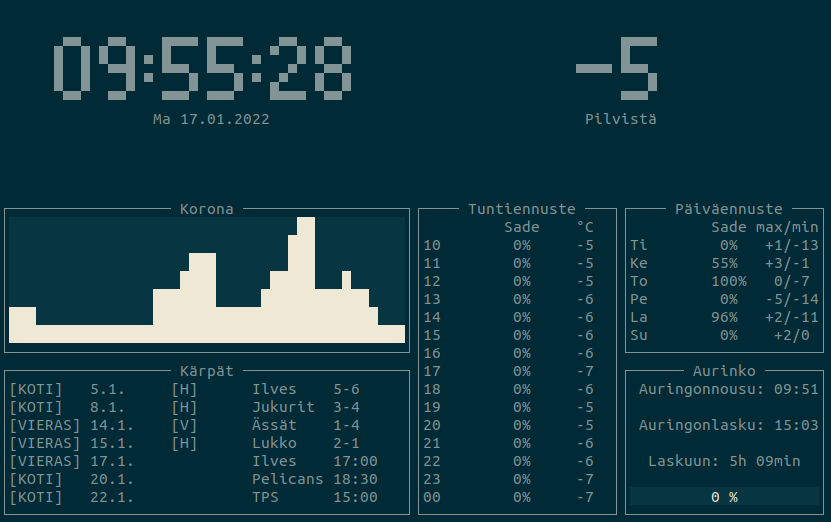 09:55:28
Ma 17.01.2022
-5
Pilvistä
Korona
Kärpät
[KOTI] 5.1. [H] Ilves 5-6
[KOTI] 8.1. [H] Jukurit 3-4
[VIERAS] 14.1. [V] Ässät 1-4
[VIERAS] 15.1. [H] Lukko 2-1
[VIERAS] 17.1. Ilves 17:00
[KOTI] 20.1. Pelicans 18:30
[KOTI] 22.1. TPS 15:00
Tuntiennuste
Sade °C
10 0% -5
11 0% -5
12 0% -5
13 0% -6
14 0% -6
15 0% -6
16 0% -6
17 0% -7
18 0% -6
19 0% -5
20 0% -5
21 0% -6
22 0% -6
23 0% -7
00 0% -7
Päiväennuste
Sade max/min
Ti 0% +1/-13
Ke 55% +3/-1
To 100% 0/-7
Pe 0% -5/-14
La 96% +2/-11
Su 0% +2/0
Aurinko
Auringonnousu: 09:51
Auringonlasku: 15:03
Laskuun: 5h 09min
0 %